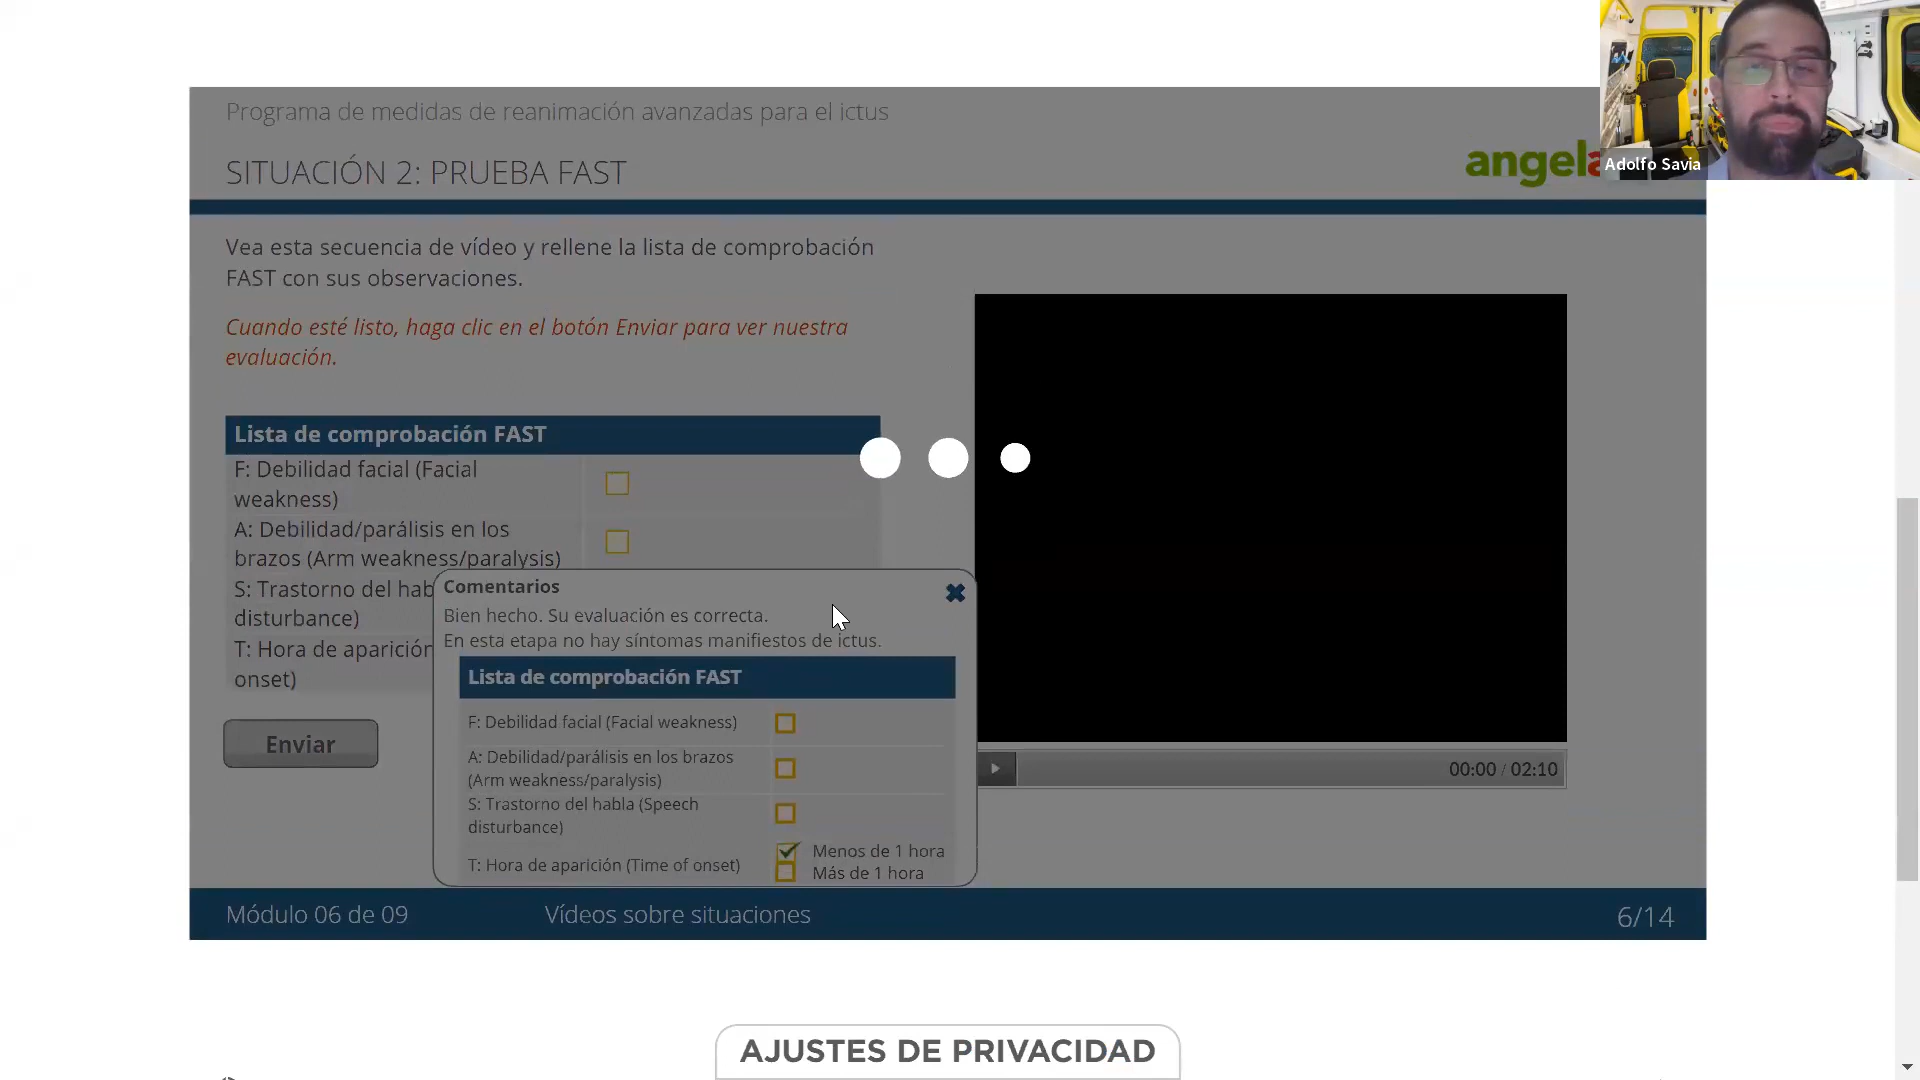 Adolfo Savia
Programa de medidas de reanimación avanzadas para el ictus
SITUACIÓN 2: PRUEBA FAST
Vea esta secuencia de vídeo y rellene la lista de comprobación
FAST con sus observaciones.
Cuando esté listo, haga clic en el botón Enviar para ver nuestra
evaluación.
Lista de comprobación FAST
F: Debilidad facial (Facial
weakness)
A: Debilidad/parálisis en los
brazos (Arm weakness/paralysis)
S: Trastorno del hab
disturbance)
T: Hora de aparición
onset)
Enviar
Comentarios
Bien hecho. Su evaluación es correcta.
En esta etapa no hay síntomas manifiestos de ictus.
Lista de comprobación FAST
F: Debilidad facial (Facial weakness)
A: Debilidad/parálisis en los brazos
(Arm weakness/paralysis)
S: Trastorno del habla (Speech
disturbance)
T: Hora de aparición (Time of onset)
Menos de 1 hora
Más de 1 hora
00:00 / 02:10
Módulo 06 de 09
Vídeos sobre situaciones
6/14
AJUSTES DE PRIVACIDAD